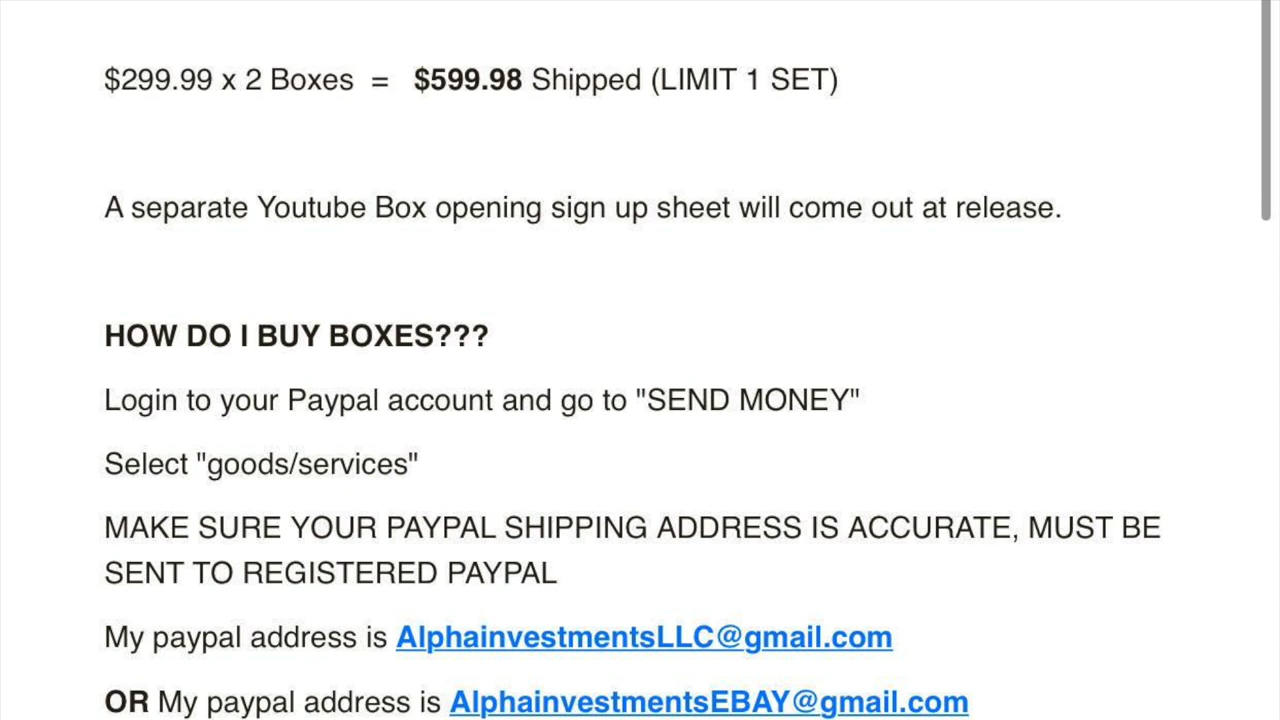 $299.99 x 2 Boxes = $599.98 Shipped (LIMIT 1 SET)
A separate Youtube Box opening sign up sheet will come out at release.
HOW DO I BUY BOXES???
Login to your Paypal account and go to "SEND MONEY"
Select "goods/services"
MAKE SURE YOUR PAYPAL SHIPPING ADDRESS IS ACCURATE, MUST BE
SENT TO REGISTERED PAYPAL
My paypal address is AlphainvestmentsLLC@gmail.com
OR My paypal address is AlphainvestmentsEBAY@gmail.com